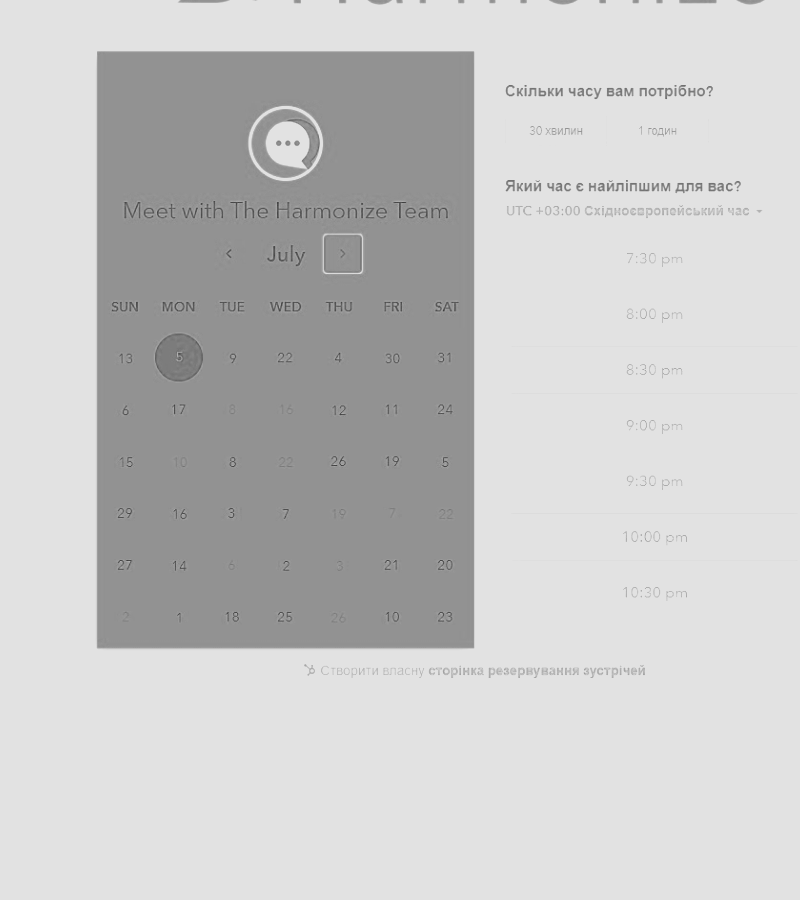 Meet with The Harmonize Team
July
SUN MON TUE WED THU FRI SAT
13 5 9 22 4 30 31
6 17 8 16 12 11 24
15 10 8 22 26 19 5
29 16 3 7 19 7 22
27 14 6 2 3 21 20
2 1 18 25 26 10 23
Скільки часу вам потрібно?
30 хвилин 1 годин
Який час є найліпшим для вас?
UTC +03:00 Східноєвропейський час
7:30 pm
8:00 pm
8:30 pm
9:00 pm
9:30 pm
10:00 pm
10:30 pm
Створити власну сторінка резервування зустрічей